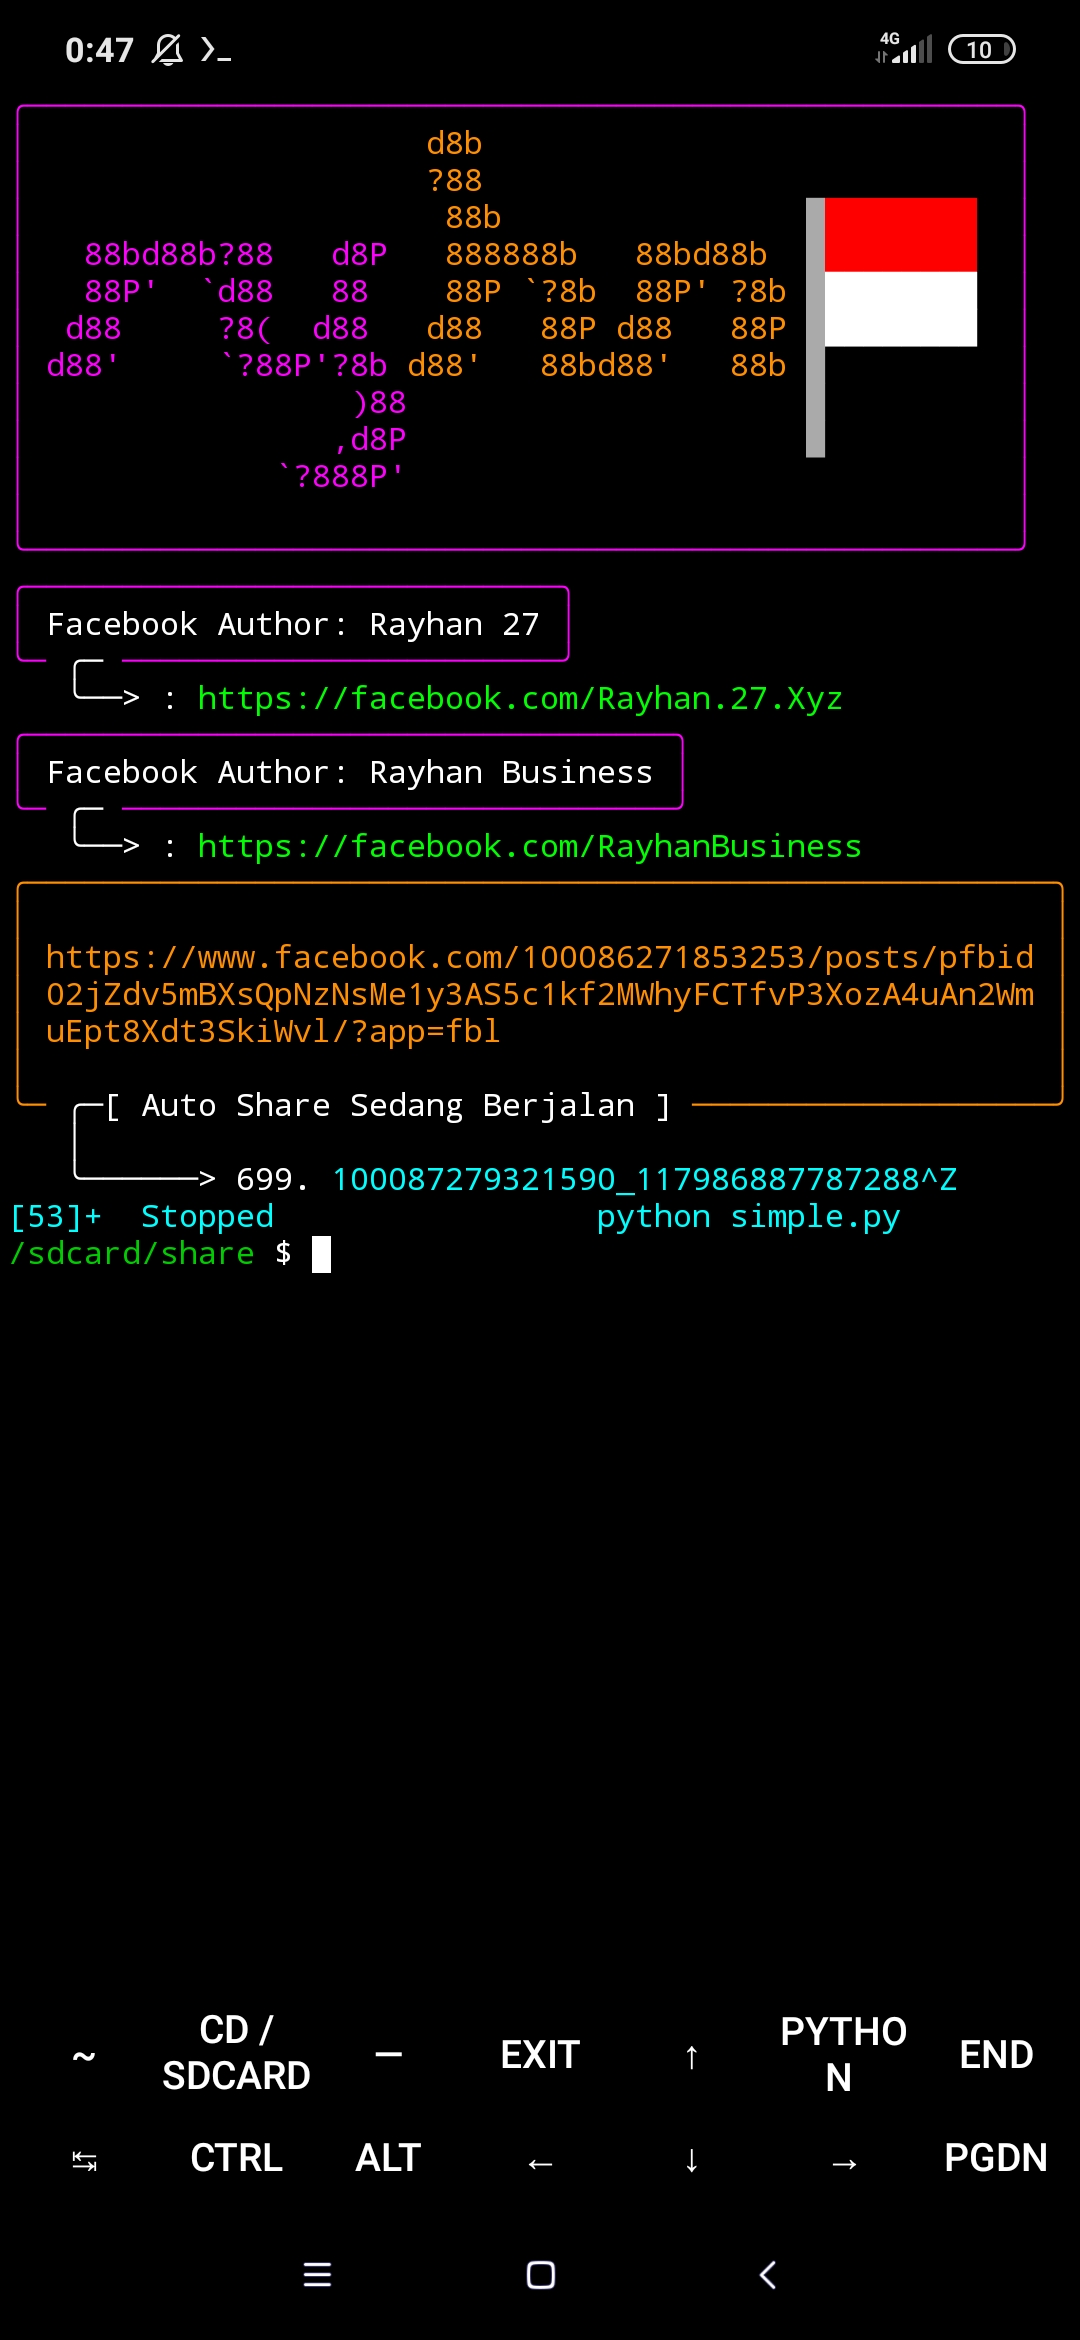 0:47 4G 10
d8b
?88
88b
88bd88b?88   d8P   888888b   88bd88b
88P'  `d88   88    88P `?8b  88P' ?8b
d88     ?8(  d88   d88   88P d88   88P
d88'     `?88P'?8b d88'   88bd88'   88b
)88
,d8P
`?888P'
Facebook Author: Rayhan 27
╰──> : https://facebook.com/Rayhan.27.Xyz
Facebook Author: Rayhan Business
╰──> : https://facebook.com/RayhanBusiness
https://www.facebook.com/100086271853253/posts/pfbid
02jZdv5mBXsQpNzNsMe1y3AS5c1kf2MWhyFCTfvP3XozA4uAn2Wm
uEpt8Xdt3SkiWvl/?app=fbl
[ Auto Share Sedang Berjalan ]
╰──────> 699. 100087279321590_117986887787288^Z
[53]+  Stopped                 python simple.py
/sdcard/share $
~ CD / SDCARD — EXIT ↑ PYTHON END
↹ CTRL ALT ← ↓ → PGDN